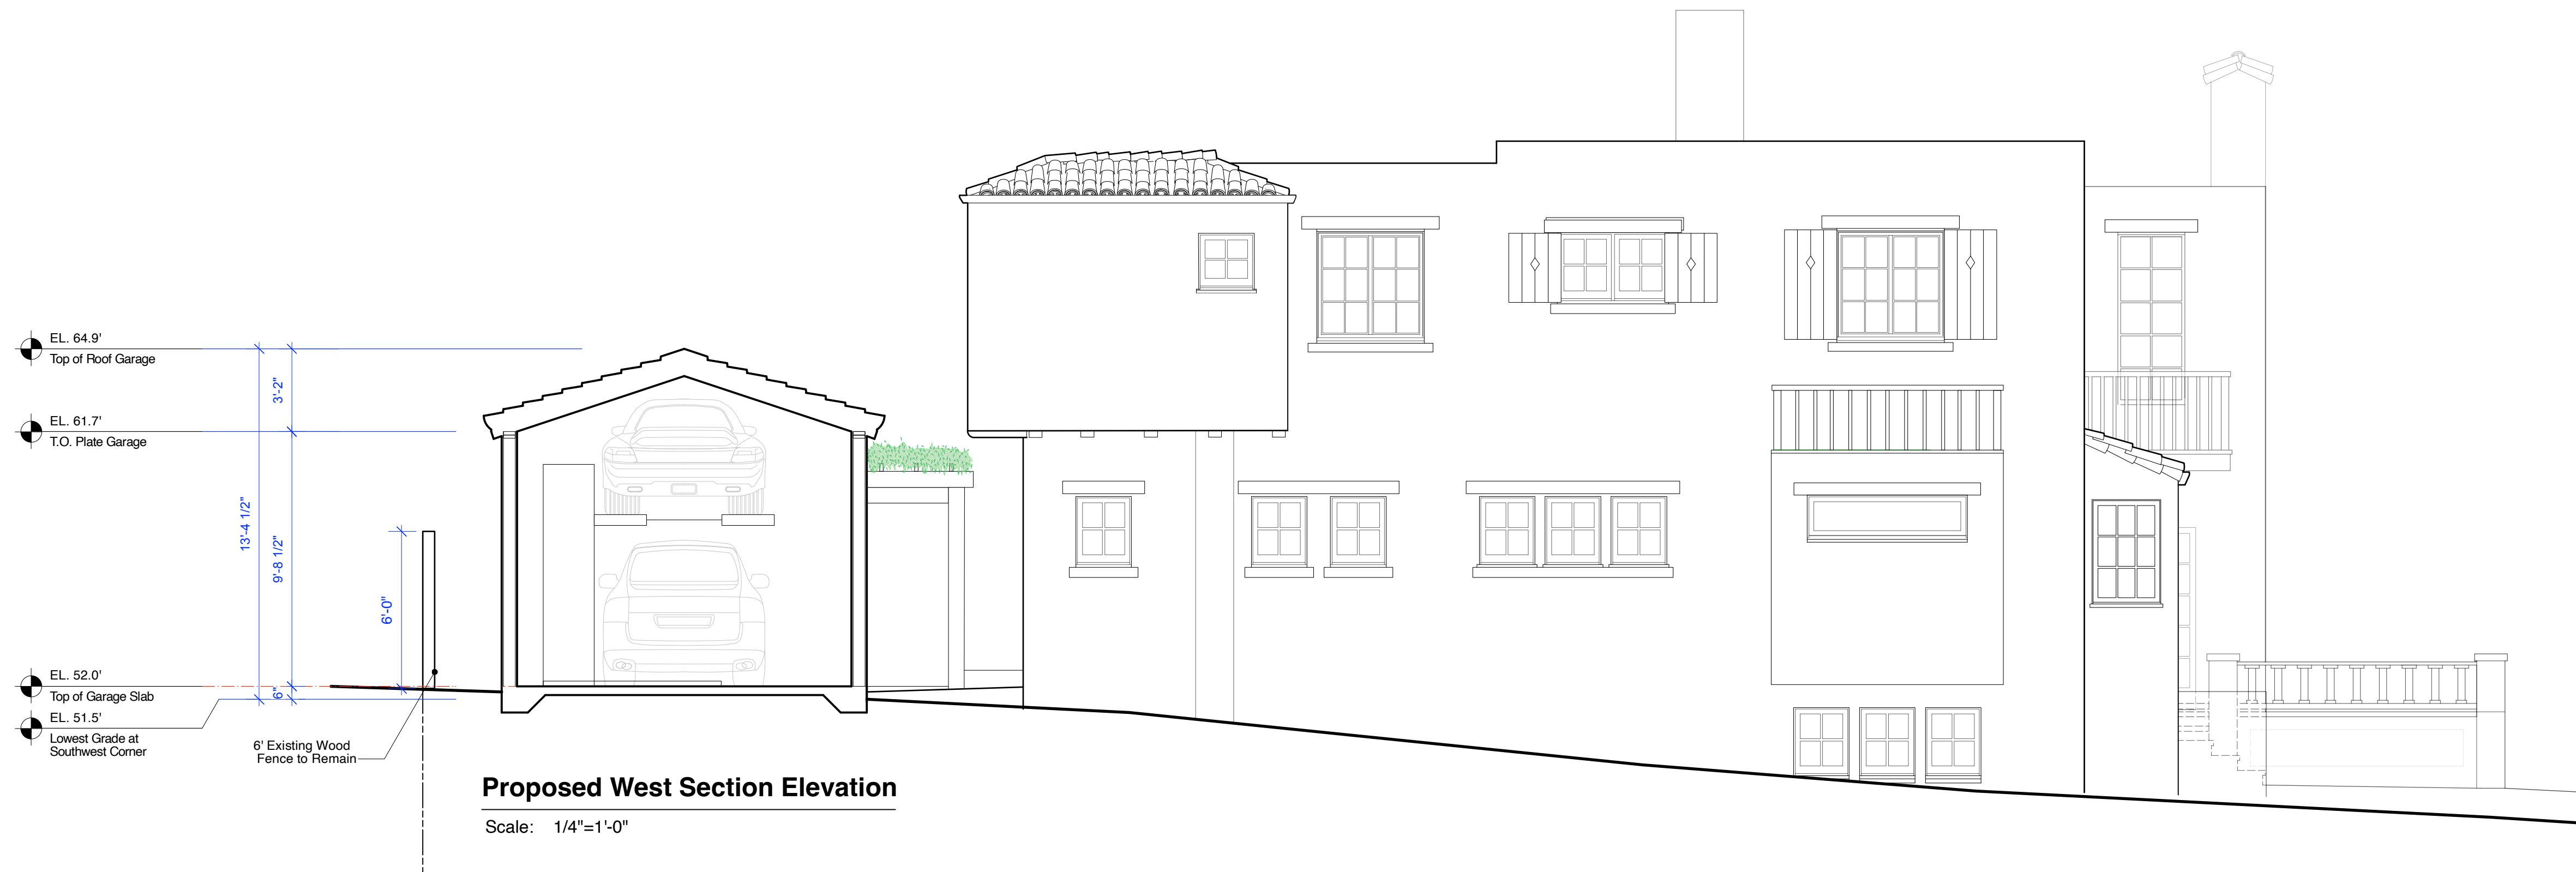 EL. 64.9'
Top of Roof Garage
3'-2"
EL. 61.7'
T.O. Plate Garage
13'-4 1/2"
9'-8 1/2"
6'-0"
EL. 52.0'
Top of Garage Slab
6"
EL. 51.5'
Lowest Grade at
Southwest Corner
6' Existing Wood
Fence to Remain
Proposed West Section Elevation
Scale: 1/4"=1'-0"